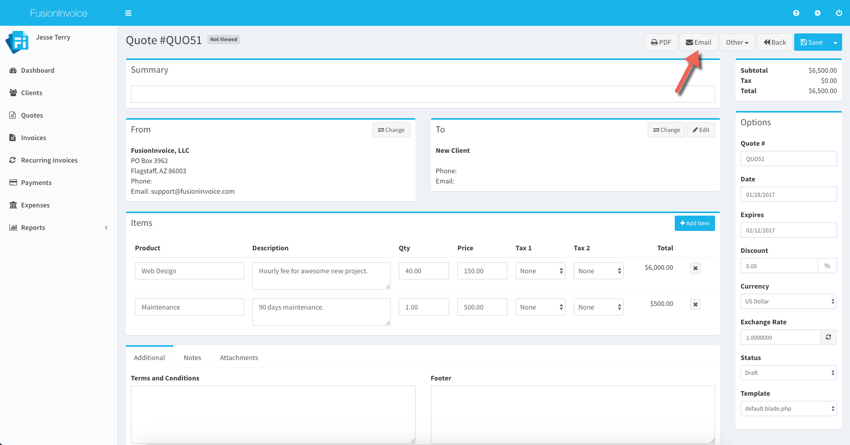 FusionInvoice
Jesse Terry
Dashboard
Clients
Quotes
Invoices
Recurring Invoices
Payments
Expenses
Reports
Quote #QUO51 Not Viewed
PDF Email Other Back Save
Summary
From Change
FusionInvoice, LLC
PO Box 3962
Flagstaff, AZ 86003
Phone:
Email: support@fusioninvoice.com
To Change Edit
New Client
Phone:
Email:
Items Add Item
Product Description Qty Price Tax 1 Tax 2 Total
Web Design Hourly fee for awesome new project. 40.00 150.00 None None $6,000.00
Maintenance 90 days maintenance. 1.00 500.00 None None $500.00
Additional Notes Attachments
Terms and Conditions Footer
Subtotal $6,500.00
Tax $0.00
Total $6,500.00
Options
Quote #
QUO51
Date
01/28/2017
Expires
02/12/2017
Discount
0.00 %
Currency
US Dollar
Exchange Rate
1.0000000
Status
Draft
Template
default.blade.php